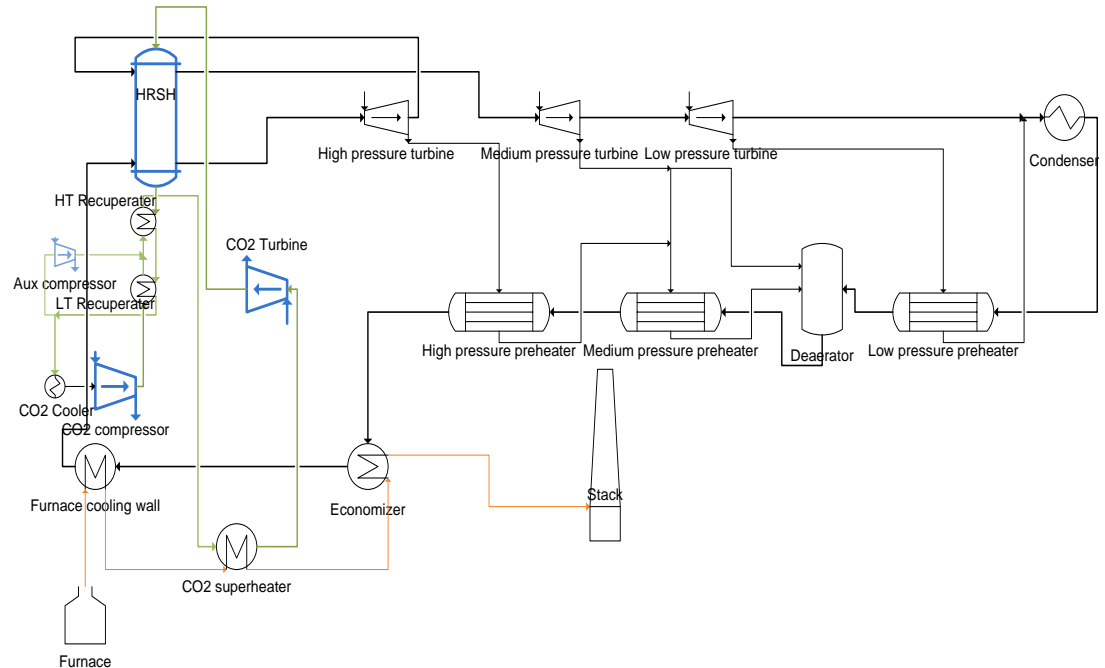 HRSH
High pressure turbine
Medium pressure turbine
Low pressure turbine
Condenser
HT Recuperater
CO2 Turbine
Aux compressor
LT Recuperater
High pressure preheater
Medium pressure preheater
Deaerator
Low pressure preheater
CO2 Cooler
CO2 compressor
Furnace cooling wall
Economizer
Stack
CO2 superheater
Furnace